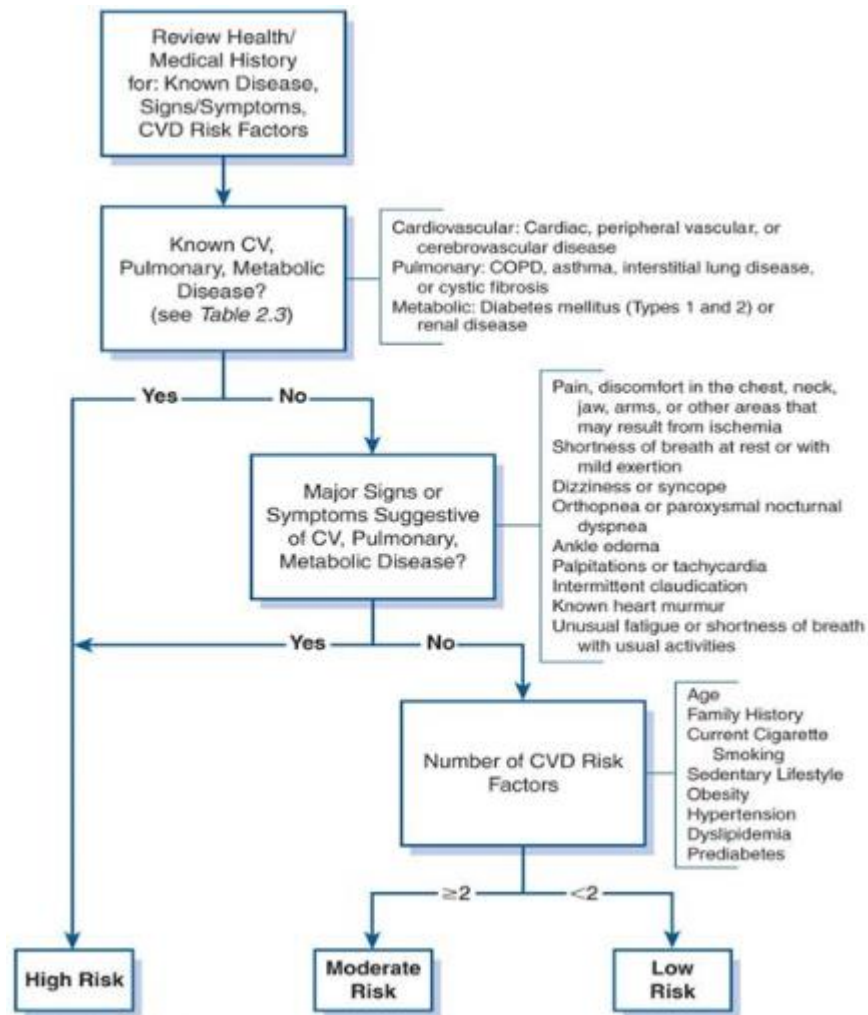 Review Health/
Medical History
for: Known Disease,
Signs/Symptoms,
CVD Risk Factors
Known CV,
Pulmonary, Metabolic
Disease?
(see Table 2.3)
Cardiovascular: Cardiac, peripheral vascular, or
cerebrovascular disease
Pulmonary: COPD, asthma, interstitial lung disease,
or cystic fibrosis
Metabolic: Diabetes mellitus (Types 1 and 2) or
renal disease
Yes
No
Major Signs or
Symptoms Suggestive
of CV, Pulmonary,
Metabolic Disease?
Pain, discomfort in the chest, neck,
jaw, arms, or other areas that
may result from ischemia
Shortness of breath at rest or with
mild exertion
Dizziness or syncope
Orthopnea or paroxysmal nocturnal
dyspnea
Ankle edema
Palpitations or tachycardia
Intermittent claudication
Known heart murmur
Unusual fatigue or shortness of breath
with usual activities
Yes
No
Number of CVD Risk
Factors
Age
Family History
Current Cigarette
Smoking
Sedentary Lifestyle
Obesity
Hypertension
Dyslipidemia
Prediabetes
≥2
<2
High Risk
Moderate
Risk
Low
Risk